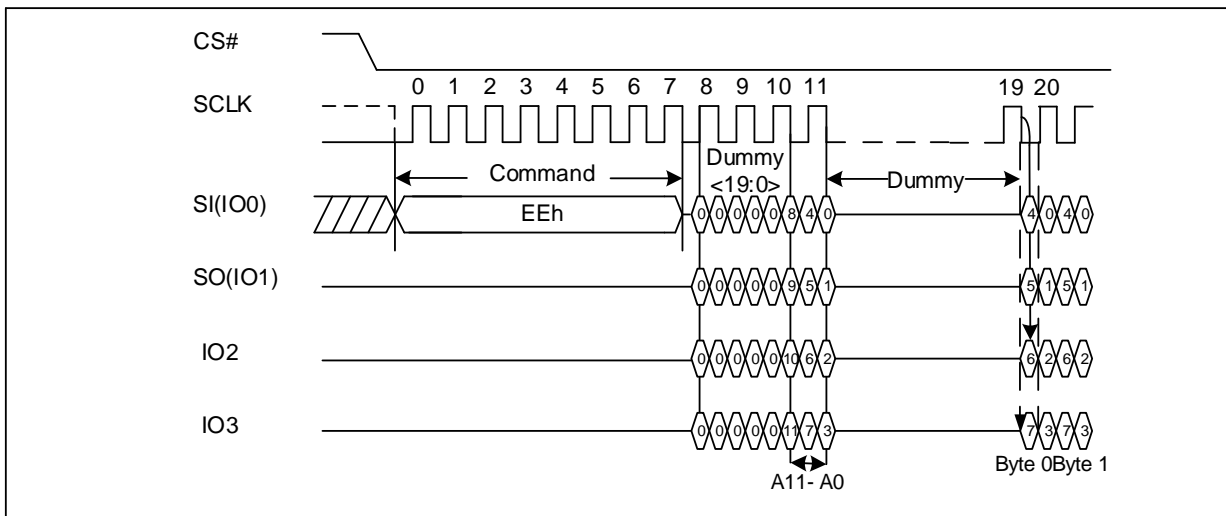 CS#
0 1 2 3 4 5 6 7 8 9 10 11 19 20
SCLK
Command
Dummy
<19:0>
Dummy
SI(IO0)
EEh
0 0 0 0 0 8 4 0
4 0 4 0
SO(IO1)
0 0 0 0 0 9 5 1
5 1 5 1
IO2
0 0 0 0 0 10 6 2
6 2 6 2
IO3
0 0 0 0 0 11 7 3
7 3 7 3
Byte 0Byte 1
A11- A0